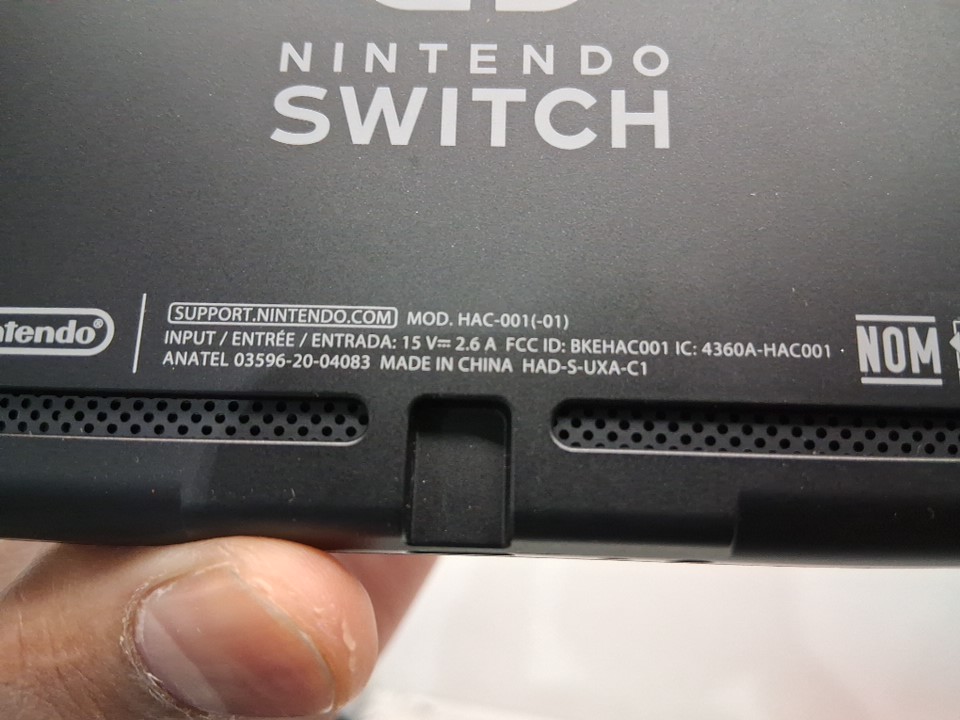 NINTENDO
SWITCH
ntendo®
SUPPORT.NINTENDO.COM MOD. HAC-001(-01)
INPUT / ENTRÉE / ENTRADA: 15 V⎓ 2.6 A FCC ID: BKEHAC001 IC: 4360A-HAC001 ·
ANATEL 03596-20-04083 MADE IN CHINA HAD-S-UXA-C1
NOM